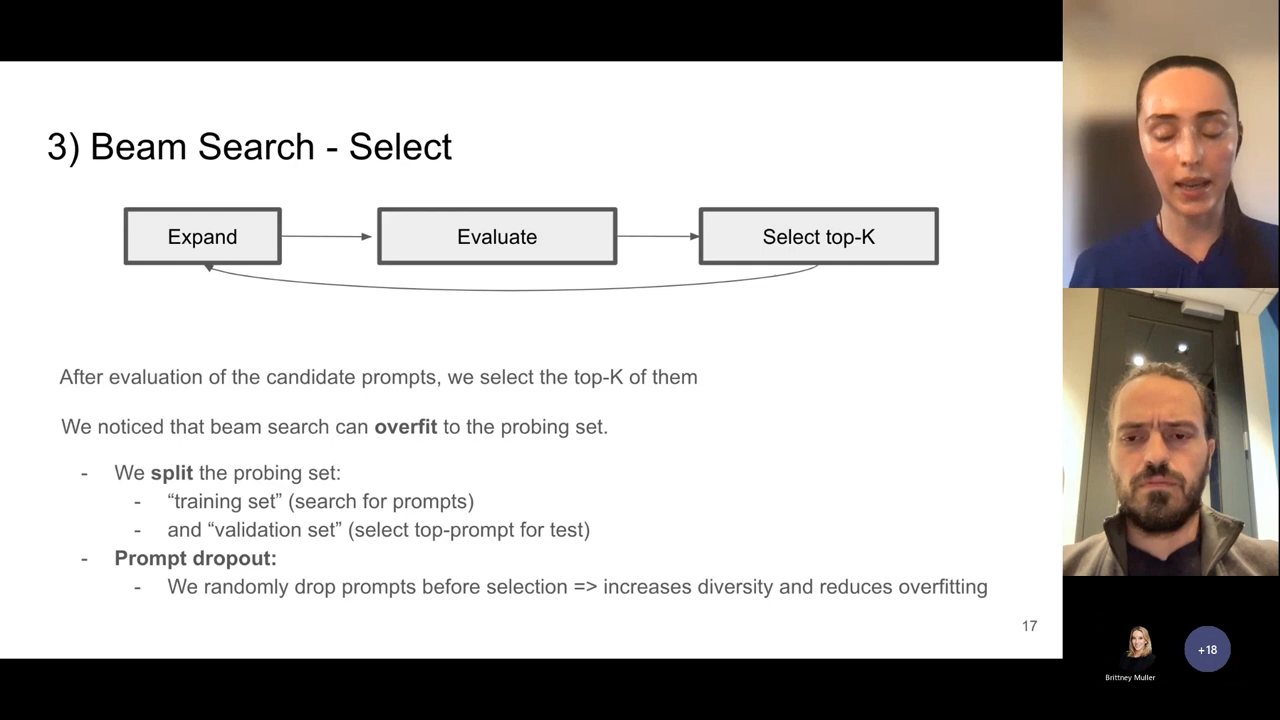 3) Beam Search - Select
Expand
Evaluate
Select top-K
After evaluation of the candidate prompts, we select the top-K of them
We noticed that beam search can overfit to the probing set.
- We split the probing set:
- “training set” (search for prompts)
- and “validation set” (select top-prompt for test)
- Prompt dropout:
- We randomly drop prompts before selection => increases diversity and reduces overfitting
17
+18
Brittney Muller